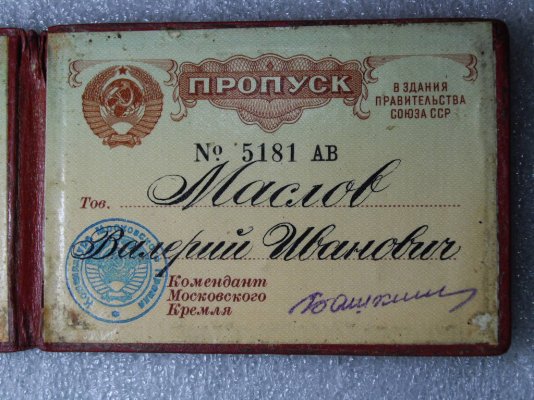 ПРОПУСК
В ЗДАНИЯ
ПРАВИТЕЛЬСТВА
СОЮЗА ССР
№ 5181 АВ
Тов. Маслов
Валерий Иванович
Комендант
Московского
Кремля